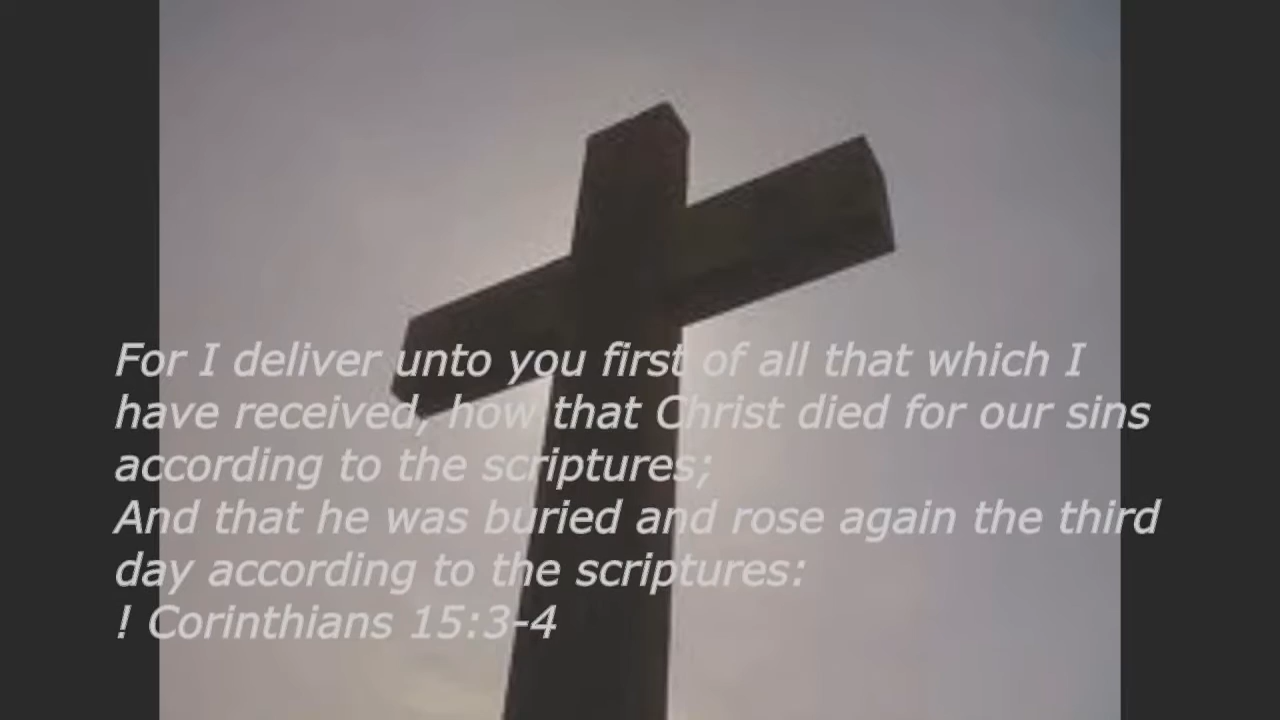 For I deliver unto you first of all that which I
have received, how that Christ died for our sins
according to the scriptures;
And that he was buried and rose again the third
day according to the scriptures:
! Corinthians 15:3-4